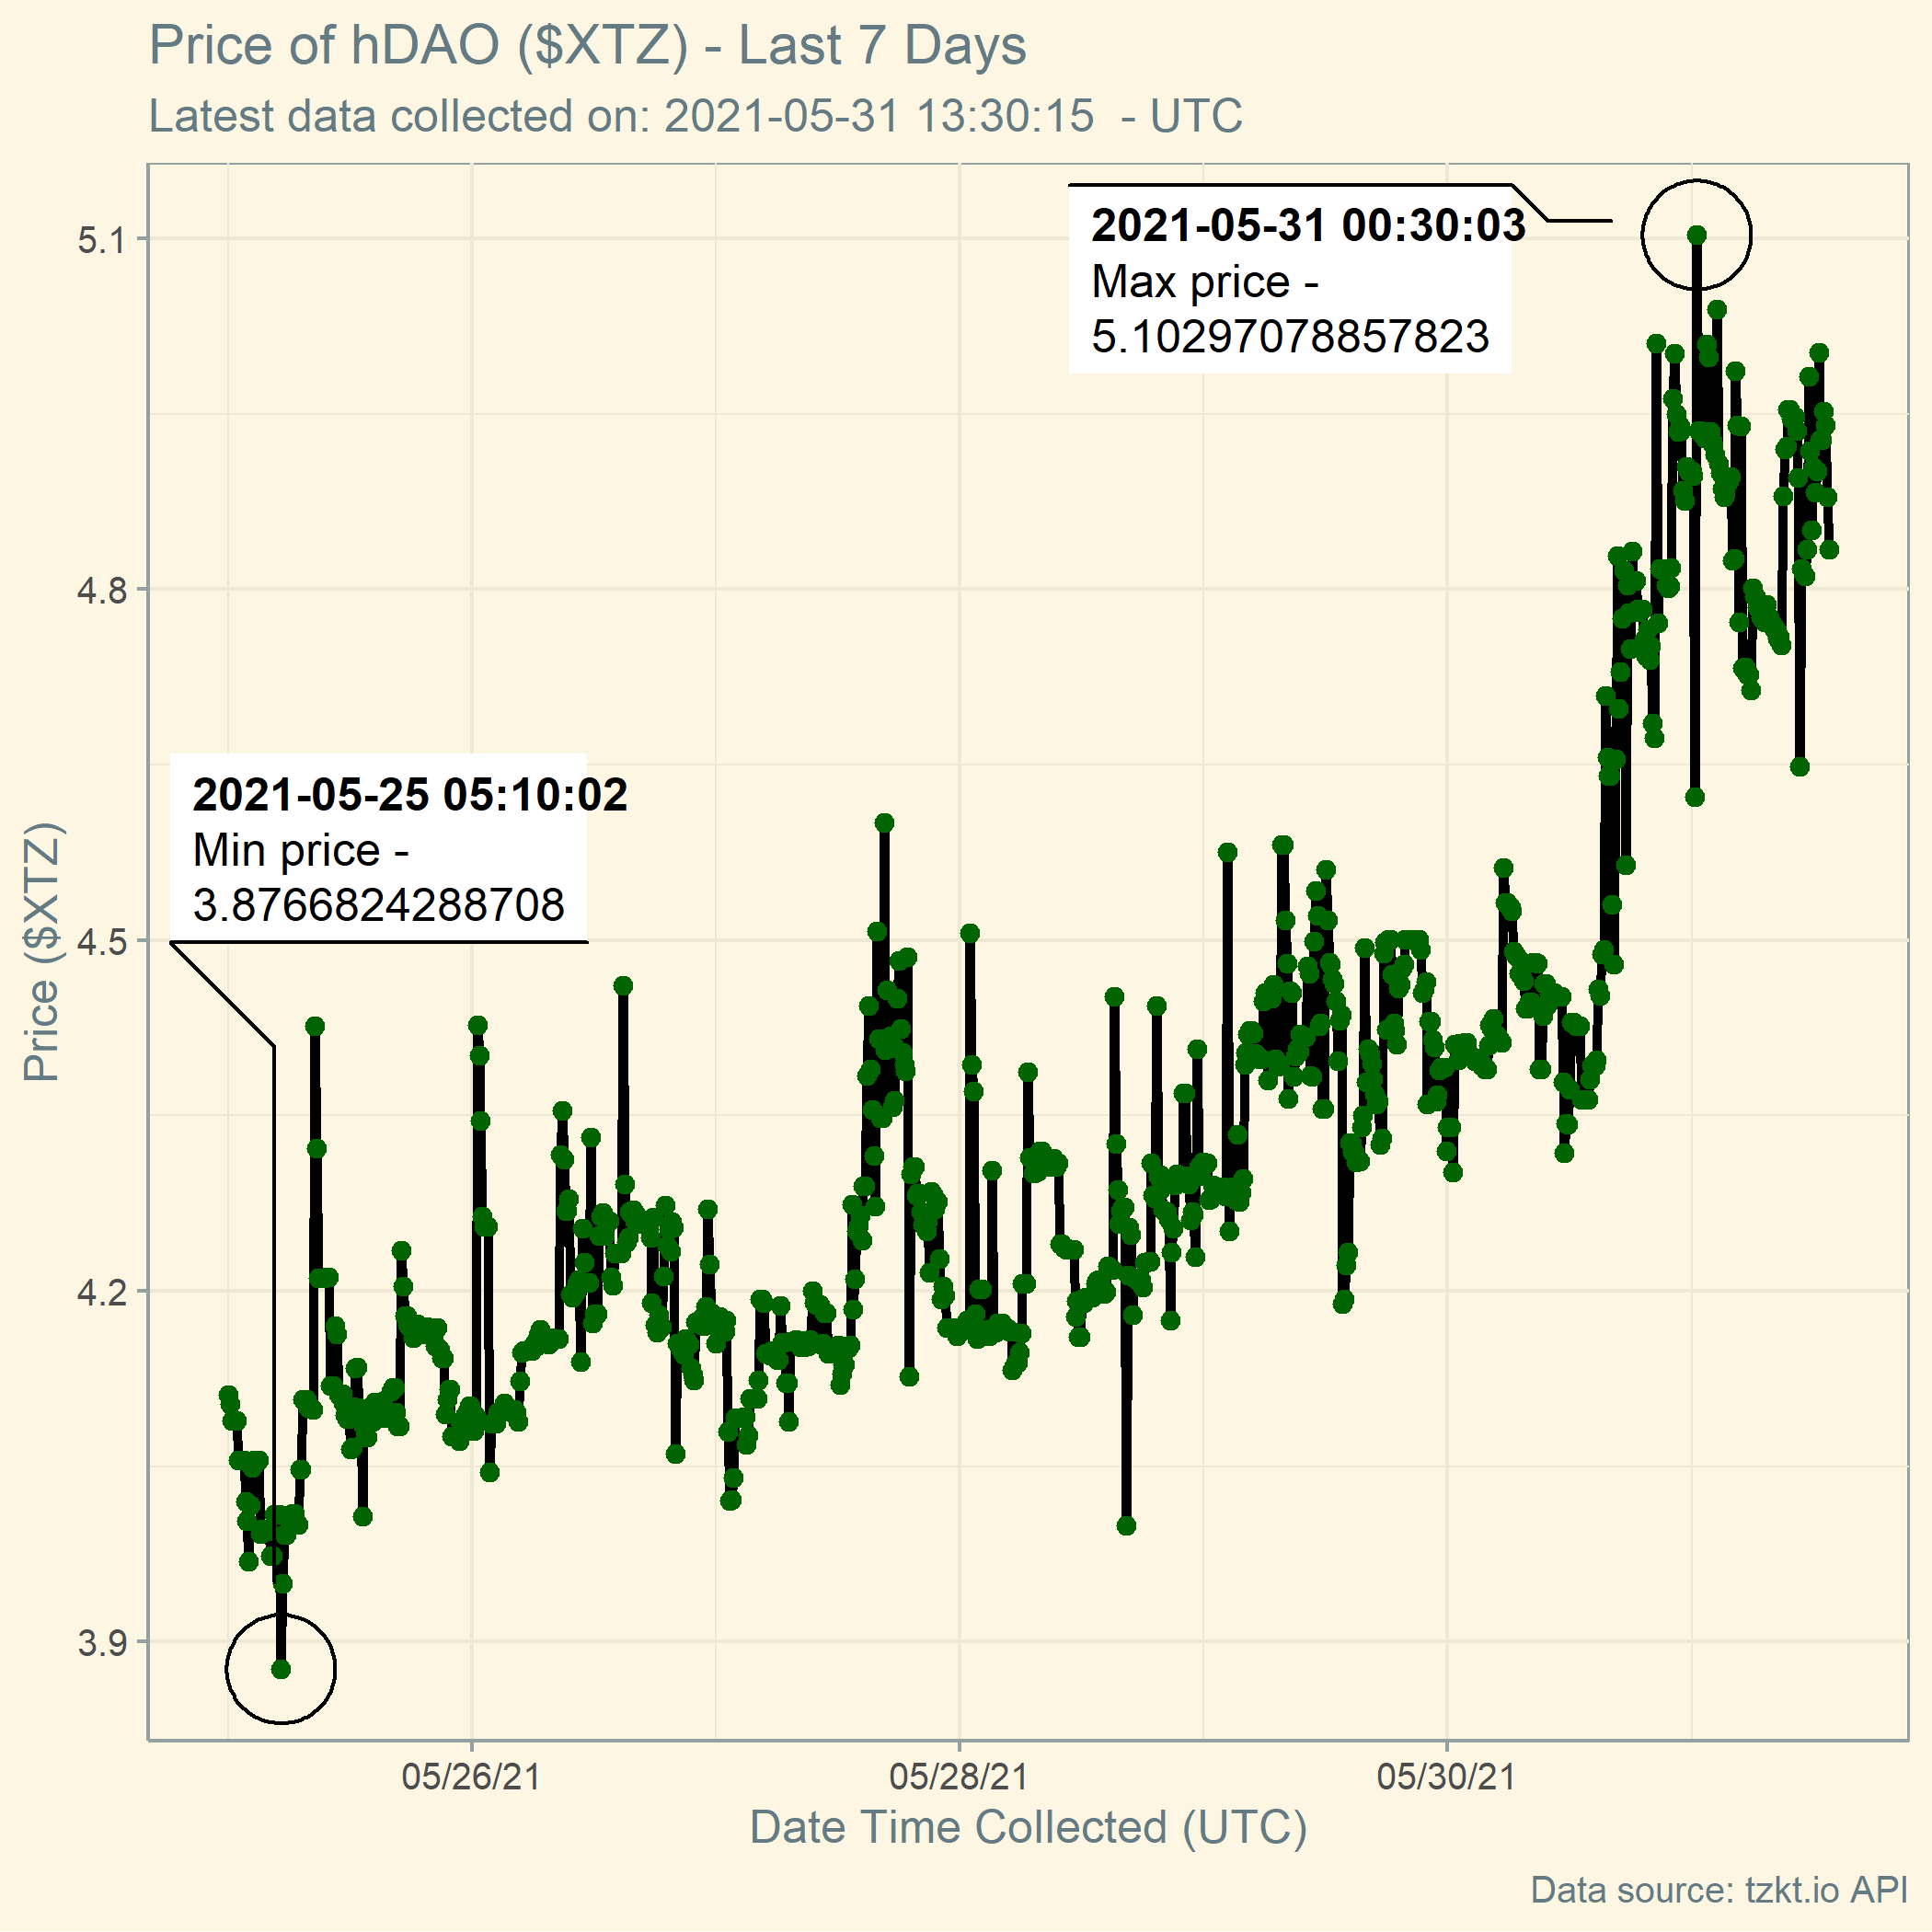 Price of hDAO ($XTZ) - Last 7 Days
Latest data collected on: 2021-05-31 13:30:15  - UTC
2021-05-31 00:30:03
Max price -
5.10297078857823
2021-05-25 05:10:02
Min price -
3.8766824288708
Price ($XTZ)
5.1
4.8
4.5
4.2
3.9
05/26/21
05/28/21
05/30/21
Date Time Collected (UTC)
Data source: tzkt.io API